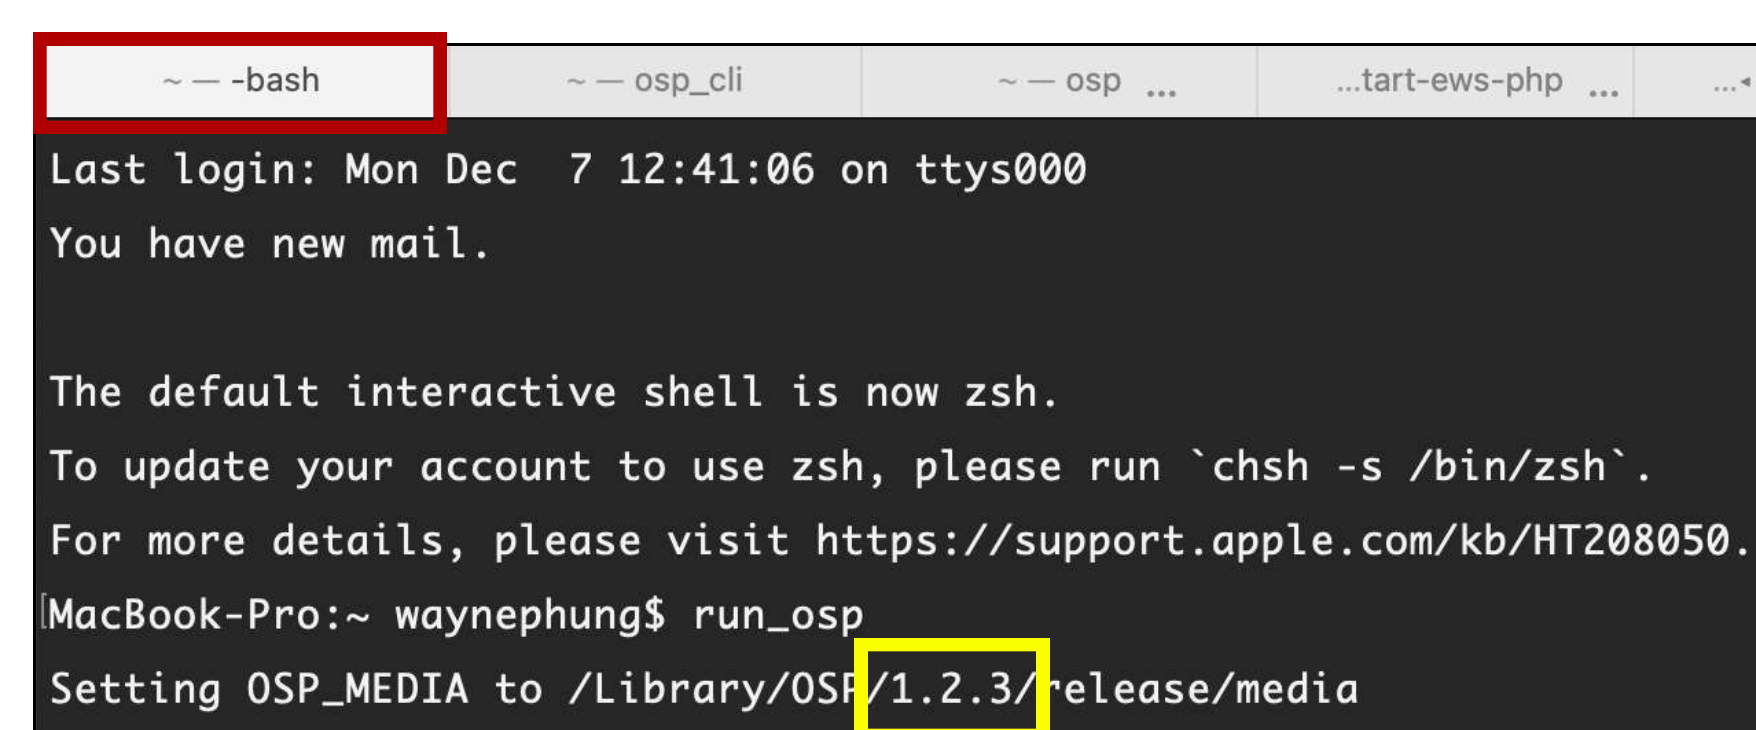 ~ — -bash
~ — osp_cli
~ — osp ...
...tart-ews-php ...
...◂
Last login: Mon Dec  7 12:41:06 on ttys000
You have new mail.
The default interactive shell is now zsh.
To update your account to use zsh, please run `chsh -s /bin/zsh`.
For more details, please visit https://support.apple.com/kb/HT208050.
[MacBook-Pro:~ waynephung$ run_osp
Setting OSP_MEDIA to /Library/OSP/1.2.3/release/media